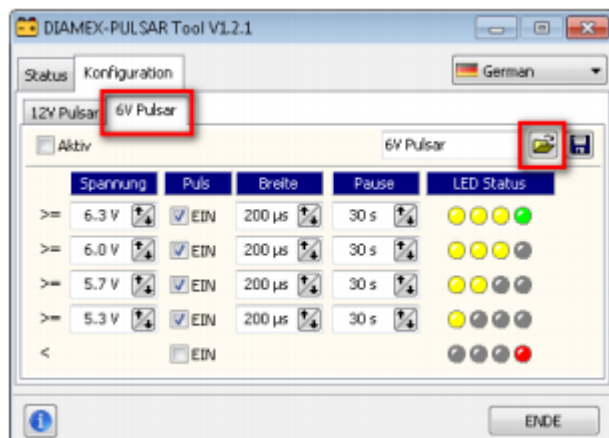 DIAMEX-PULSAR Tool V1.2.1
Status Konfiguration German
12V Pulsar 6V Pulsar
Aktiv 6V Pulsar
Spannung Puls Breite Pause LED Status
>= 6.3 V EIN 200 µs 30 s
>= 6.0 V EIN 200 µs 30 s
>= 5.7 V EIN 200 µs 30 s
>= 5.3 V EIN 200 µs 30 s
< EIN
ENDE